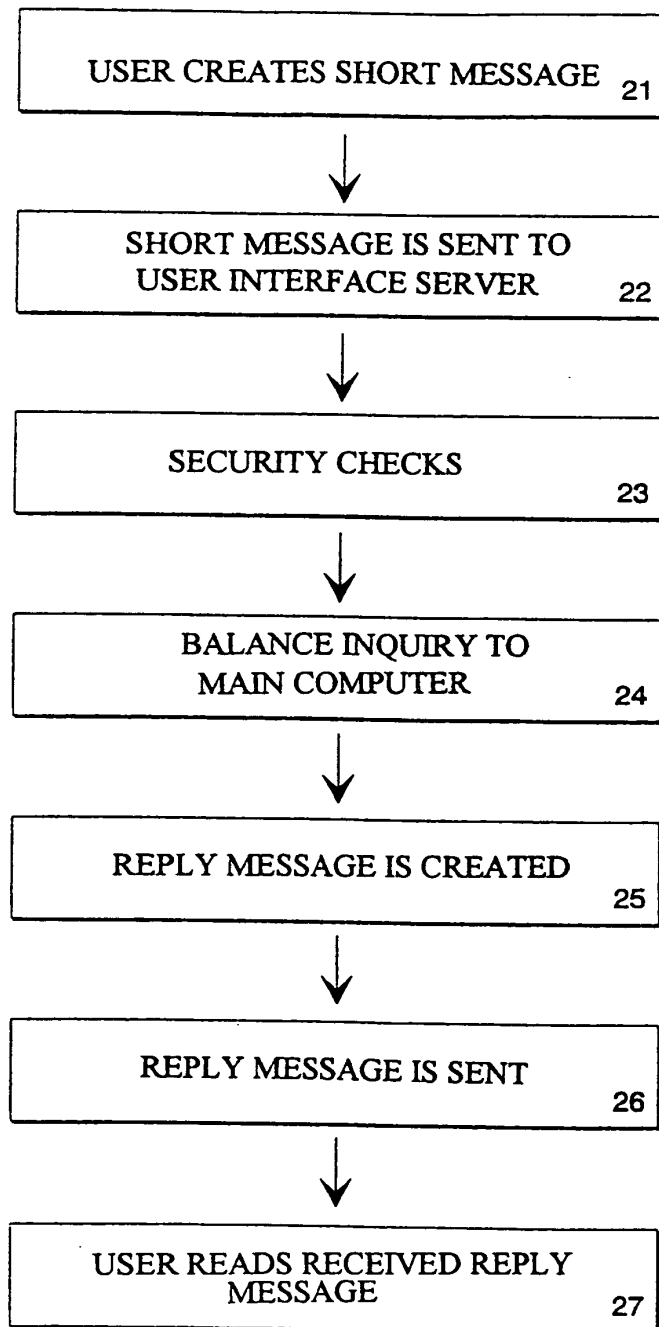 USER CREATES SHORT MESSAGE 21
SHORT MESSAGE IS SENT TO
USER INTERFACE SERVER 22
SECURITY CHECKS
23
BALANCE INQUIRY TO
MAIN COMPUTER 24
REPLY MESSAGE IS CREATED
25
REPLY MESSAGE IS SENT
26
USER READS RECEIVED REPLY
MESSAGE 27